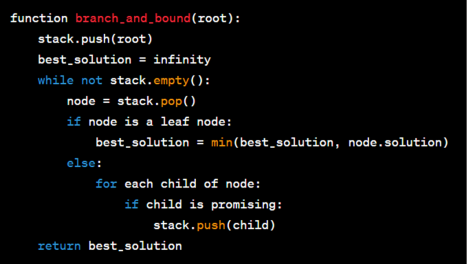 function branch_and_bound(root):
    stack.push(root)
    best_solution = infinity
    while not stack.empty():
        node = stack.pop()
        if node is a leaf node:
            best_solution = min(best_solution, node.solution)
        else:
            for each child of node:
                if child is promising:
                    stack.push(child)
    return best_solution